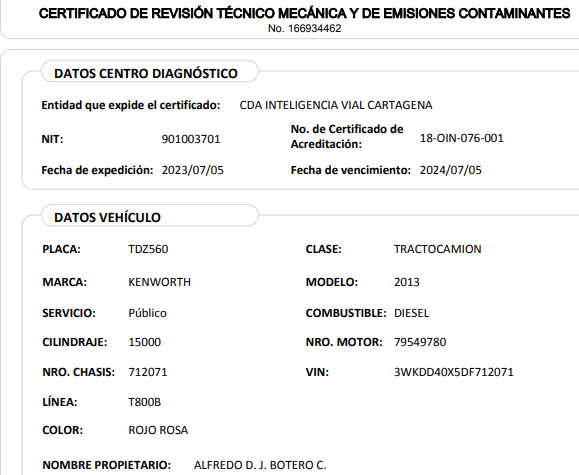 CERTIFICADO DE REVISIÓN TÉCNICO MECÁNICA Y DE EMISIONES CONTAMINANTES
No. 166934462
DATOS CENTRO DIAGNÓSTICO
Entidad que expide el certificado: CDA INTELIGENCIA VIAL CARTAGENA
NIT: 901003701 No. de Certificado de Acreditación: 18-OIN-076-001
Fecha de expedición: 2023/07/05 Fecha de vencimiento: 2024/07/05
DATOS VEHÍCULO
PLACA: TDZ560 CLASE: TRACTOCAMION
MARCA: KENWORTH MODELO: 2013
SERVICIO: Público COMBUSTIBLE: DIESEL
CILINDRAJE: 15000 NRO. MOTOR: 79549780
NRO. CHASIS: 712071 VIN: 3WKDD40X5DF712071
LÍNEA: T800B
COLOR: ROJO ROSA
NOMBRE PROPIETARIO: ALFREDO D. J. BOTERO C.